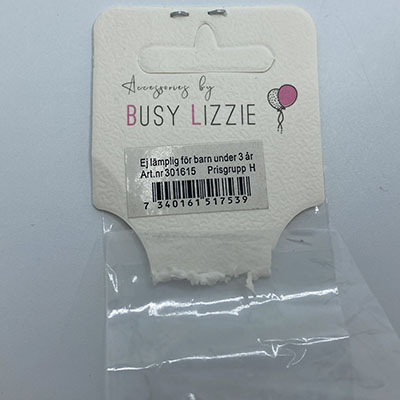 Accessories by
BUSY LIZZIE
Ej lämplig för barn under 3 år
Art.nr 301615 Prisgrupp H
7 340161 517539